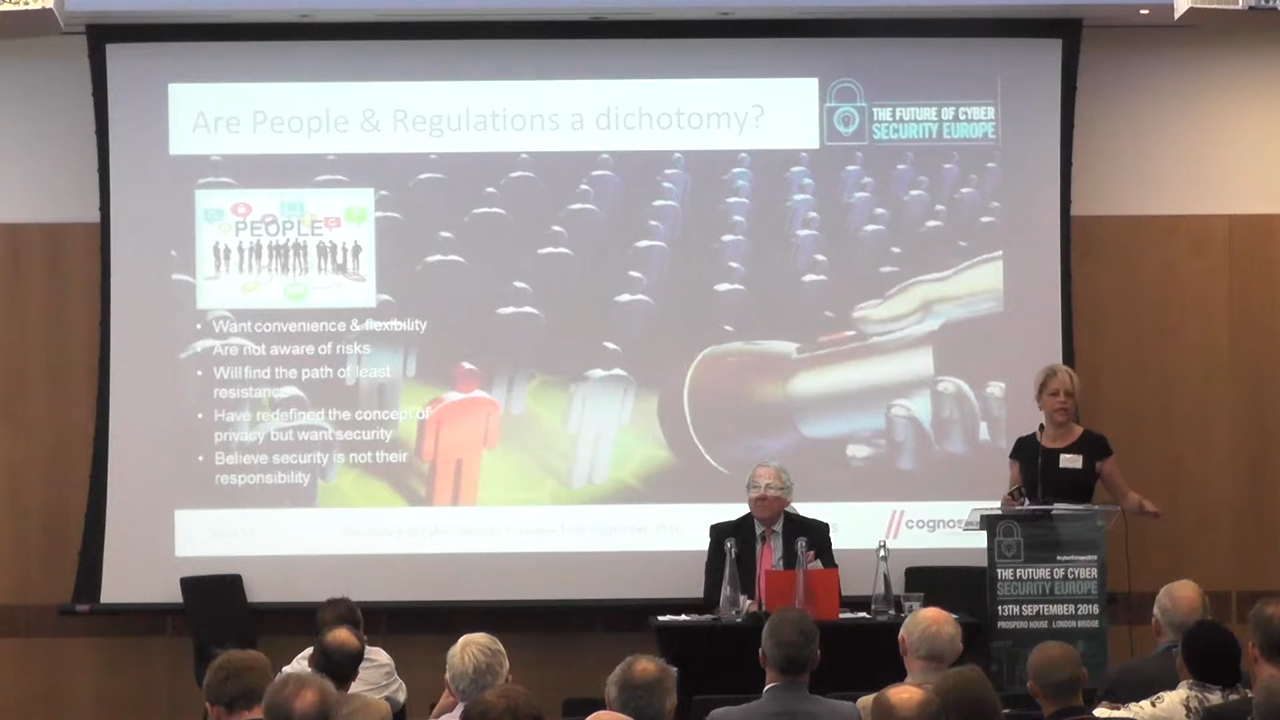 Are People & Regulations a dichotomy?
THE FUTURE OF CYBER
SECURITY EUROPE
PEOPLE
• Want convenience & flexibility
• Are not aware of risks
• Will find the path of least
resistance
• Have redefined the concept of
privacy but want security
• Believe security is not their
responsibility
cognos
#cyberEurope2016
THE FUTURE OF CYBER
SECURITY EUROPE
13TH SEPTEMBER 2016
PROSPERO HOUSE . LONDON BRIDGE